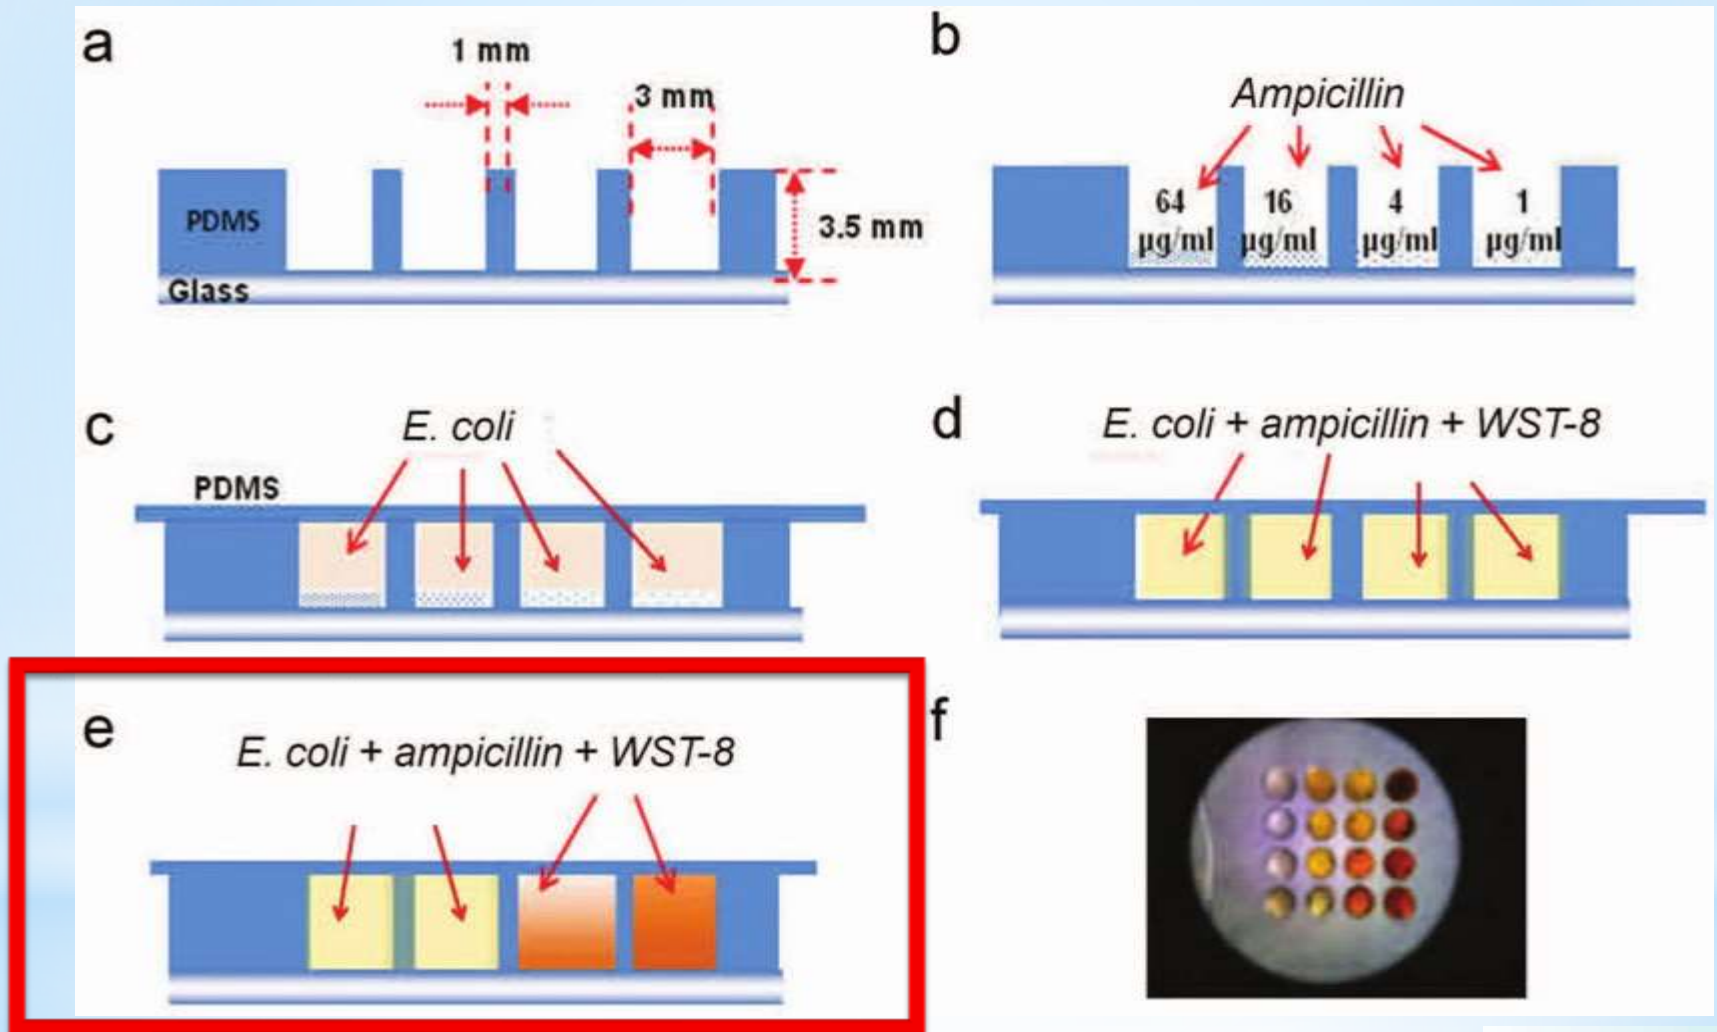 a
1 mm
3 mm
PDMS
3.5 mm
Glass
b
Ampicillin
64 16 4 1
µg/ml µg/ml µg/ml µg/ml
c
E. coli
PDMS
d
E. coli + ampicillin + WST-8
e
E. coli + ampicillin + WST-8
f